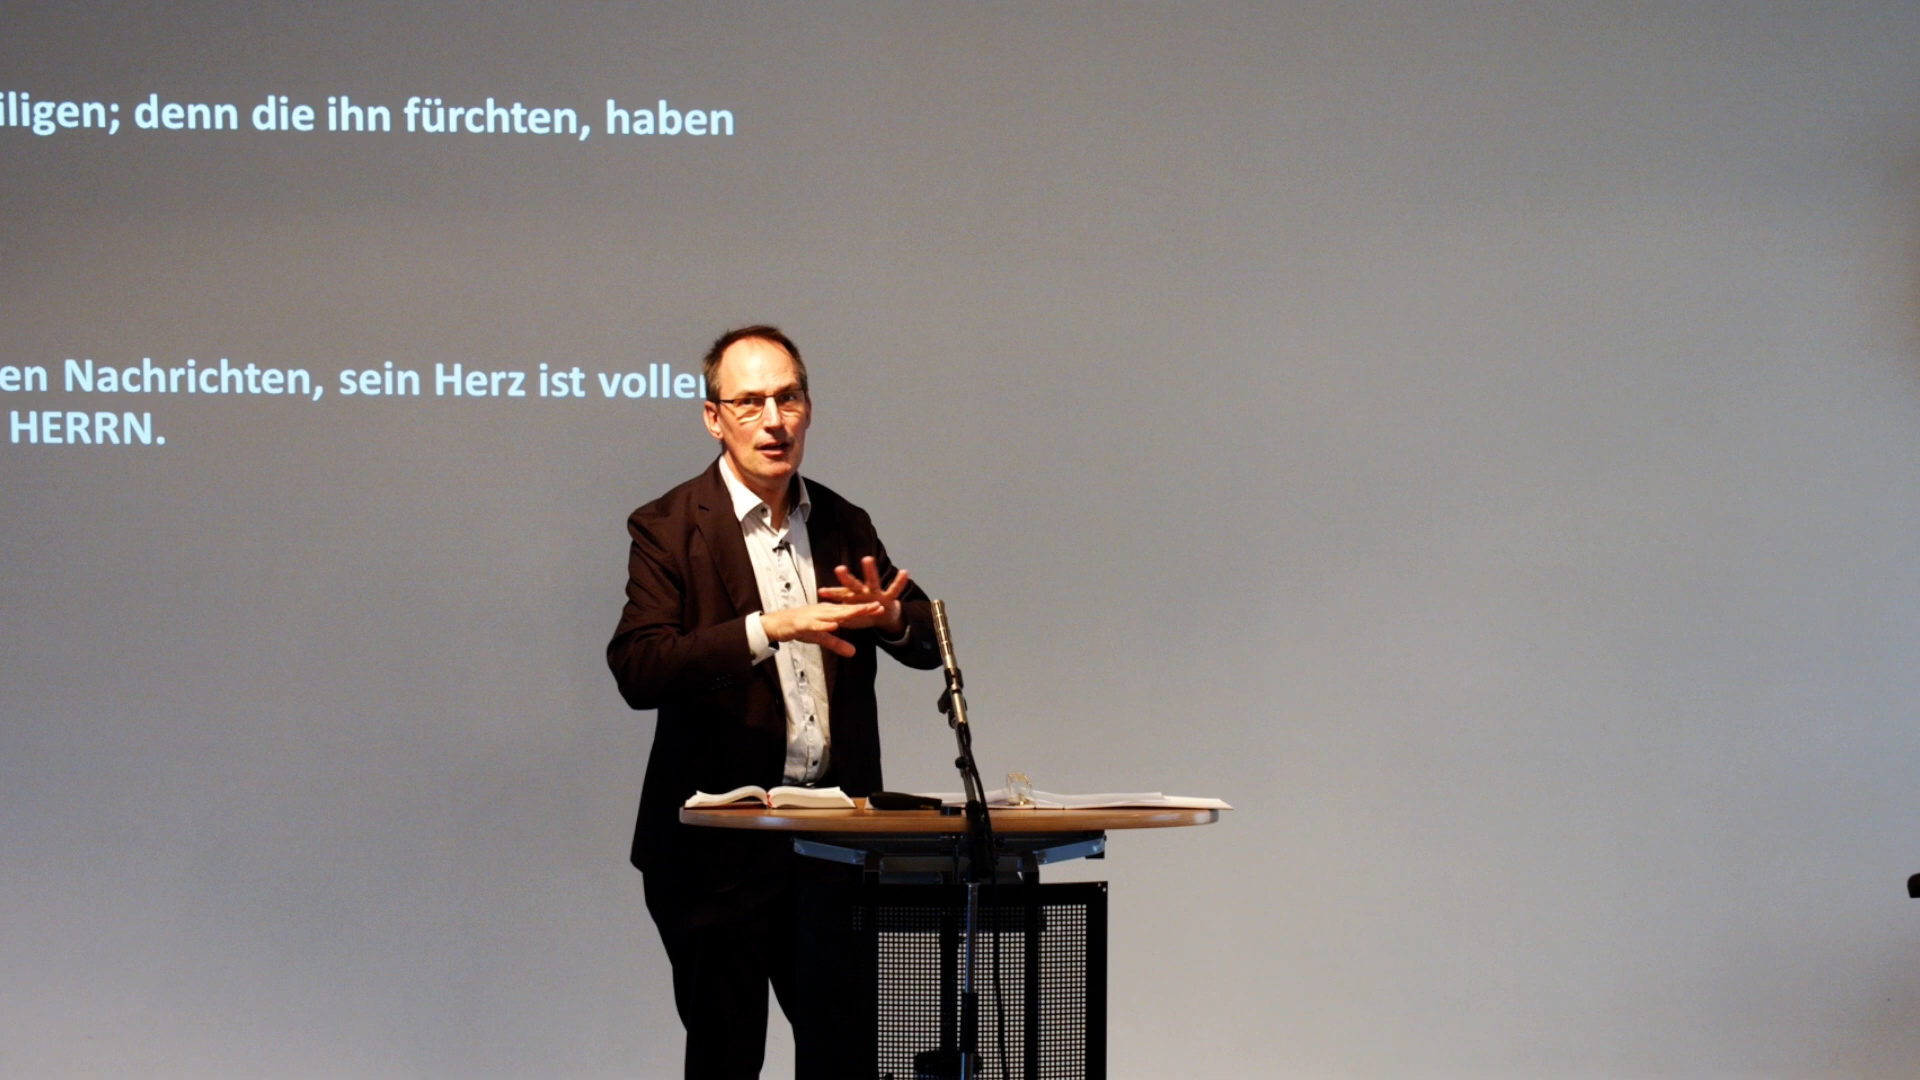 iligen; denn die ihn fürchten, haben
en Nachrichten, sein Herz ist voller
HERRN.